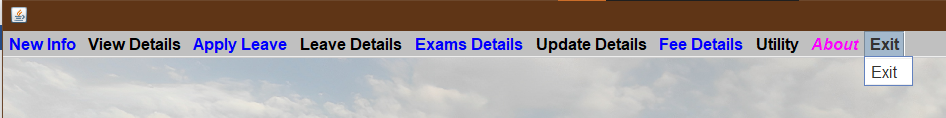 New Info View Details Apply Leave Leave Details Exams Details Update Details Fee Details Utility About Exit
Exit